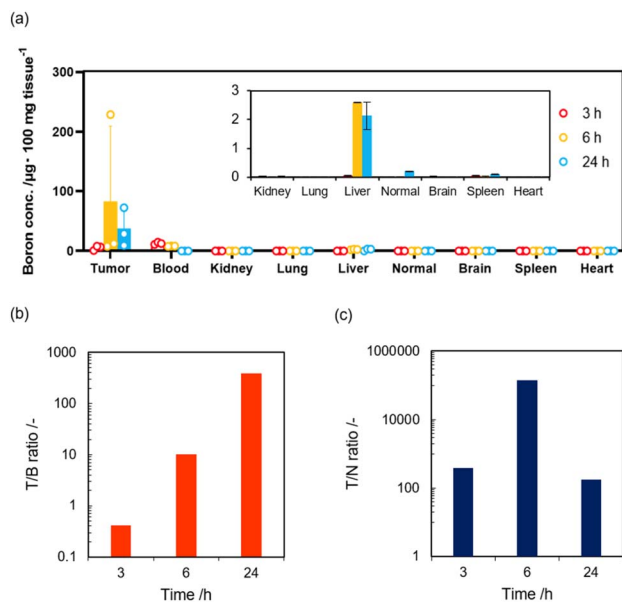 (a)
Boron conc. /μg· 100 mg tissue-1
300
200
100
0
3
2
1
0
Kidney Lung Liver Normal Brain Spleen Heart
3 h
6 h
24 h
Tumor Blood Kidney Lung Liver Normal Brain Spleen Heart
(b)
T/B ratio /-
1000
100
10
1
0.1
3 6 24
Time /h
(c)
T/N ratio /-
1000000
10000
100
1
3 6 24
Time /h